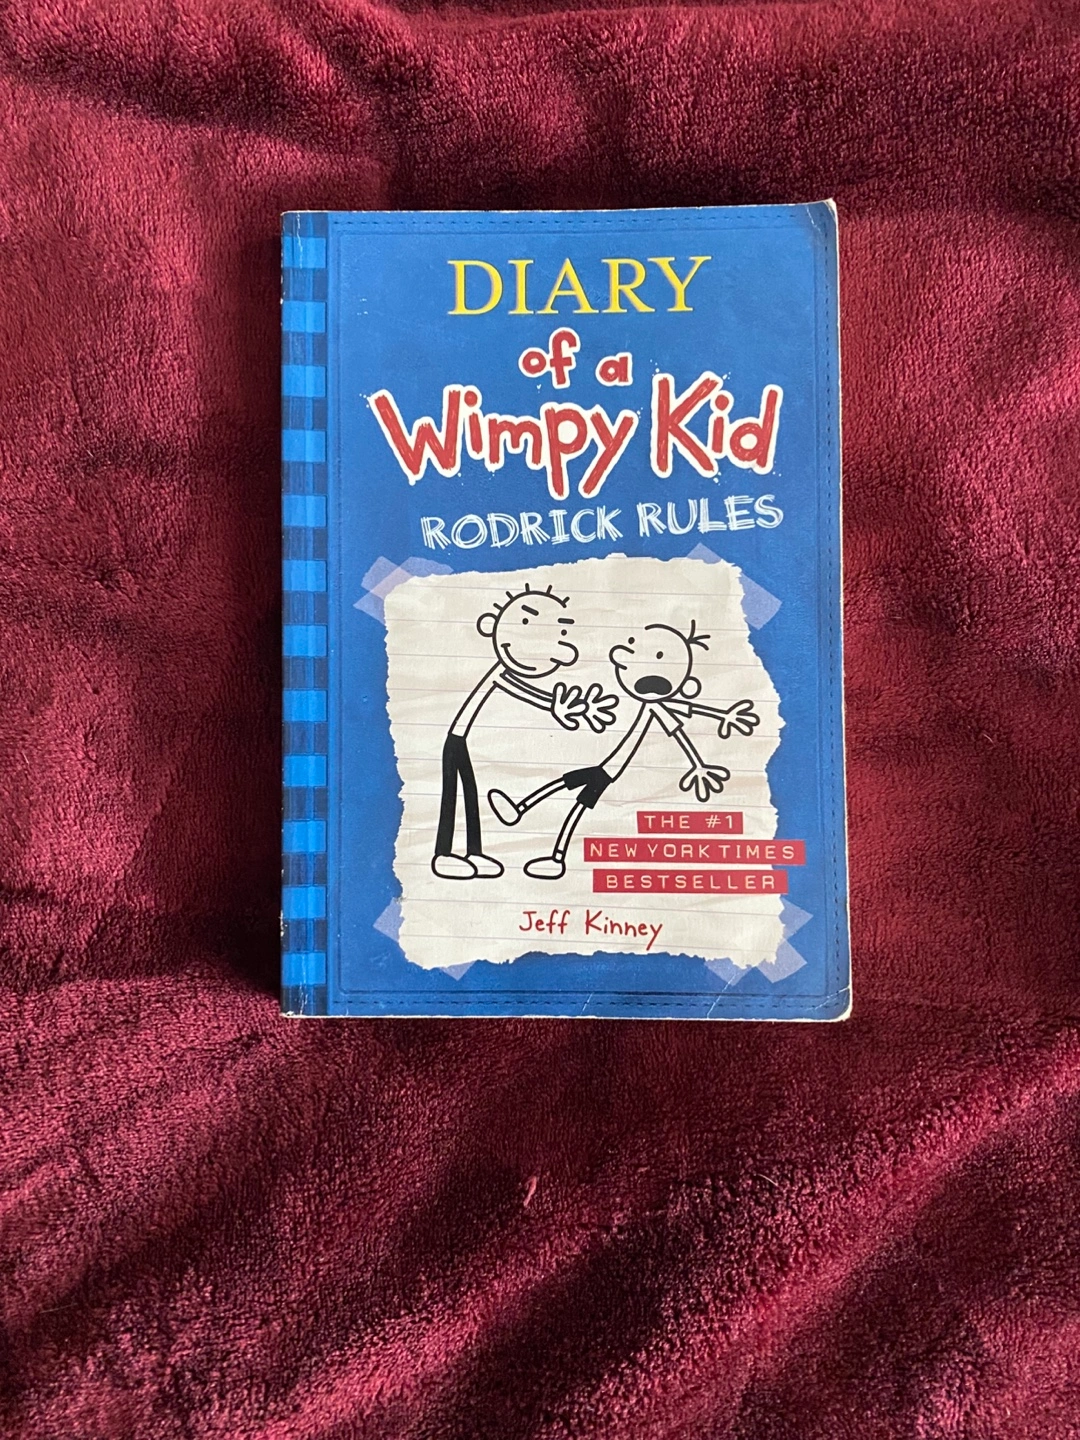 DIARY
of a
Wimpy Kid
RODRICK RULES
THE #1
NEW YORK TIMES
BESTSELLER
Jeff Kinney